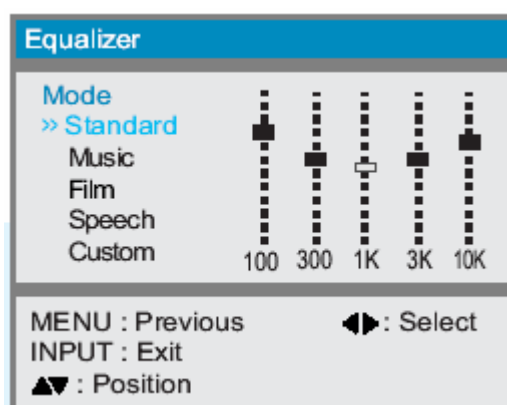 Equalizer
Mode
» Standard
Music
Film
Speech
Custom
100 300 1K 3K 10K
MENU : Previous ◀▶ : Select
INPUT : Exit
▲▼ : Position